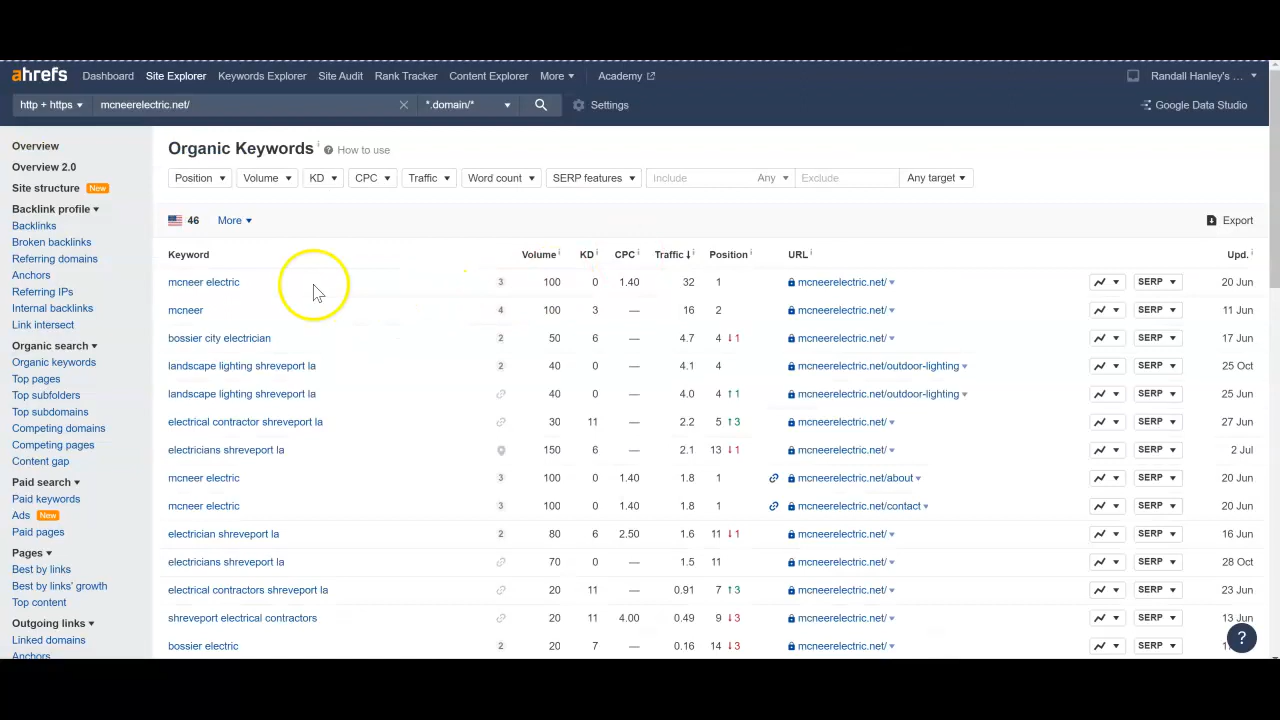 ahrefs Dashboard Site Explorer Keywords Explorer Site Audit Rank Tracker Content Explorer More Academy Randall Hanley's ...
http + https mcneerelectric.net/ *.domain/* Settings Google Data Studio
Overview
Overview 2.0
Site structure New
Backlink profile
Backlinks
Broken backlinks
Referring domains
Anchors
Referring IPs
Internal backlinks
Link intersect
Organic search
Organic keywords
Top pages
Top subfolders
Top subdomains
Competing domains
Competing pages
Content gap
Paid search
Paid keywords
Ads New
Paid pages
Pages
Best by links
Best by links' growth
Top content
Outgoing links
Linked domains
Anchors
Organic Keywords i ? How to use
Position Volume KD CPC Traffic Word count SERP features Include Any Exclude Any target
46 More Export
Keyword Volume KD CPC Traffic Position URL Upd.
mcneer electric 3 100 0 1.40 32 1 mcneerelectric.net/ SERP 20 Jun
mcneer 4 100 3 — 16 2 mcneerelectric.net/ SERP 11 Jun
bossier city electrician 2 50 6 — 4.7 4 ↓1 mcneerelectric.net/ SERP 17 Jun
landscape lighting shreveport la 2 40 0 — 4.1 4 mcneerelectric.net/outdoor-lighting SERP 25 Oct
landscape lighting shreveport la 40 0 — 4.0 4 ↑1 mcneerelectric.net/outdoor-lighting SERP 25 Jun
electrical contractor shreveport la 30 11 — 2.2 5 ↑3 mcneerelectric.net/ SERP 27 Jun
electricians shreveport la 150 6 — 2.1 13 ↓1 mcneerelectric.net/ SERP 2 Jul
mcneer electric 3 100 0 1.40 1.8 1 mcneerelectric.net/about SERP 20 Jun
mcneer electric 3 100 0 1.40 1.8 1 mcneerelectric.net/contact SERP 20 Jun
electrician shreveport la 2 80 6 2.50 1.6 11 ↓1 mcneerelectric.net/ SERP 16 Jun
electricians shreveport la 70 0 — 1.5 11 mcneerelectric.net/ SERP 28 Oct
electrical contractors shreveport la 20 11 — 0.91 7 ↑3 mcneerelectric.net/ SERP 23 Jun
shreveport electrical contractors 20 11 4.00 0.49 9 ↓3 mcneerelectric.net/ SERP 13 Jun
bossier electric 2 20 7 — 0.16 14 ↓3 mcneerelectric.net/ SERP
?